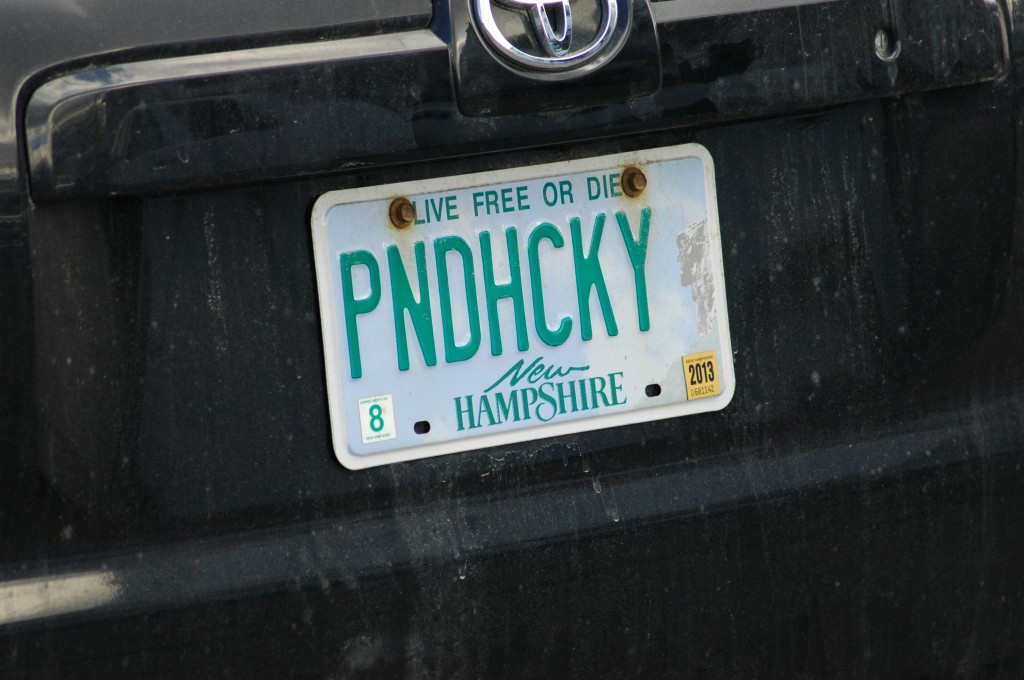 LIVE FREE OR DIE
PNDHCKY
New
HAMPSHIRE
8
2013